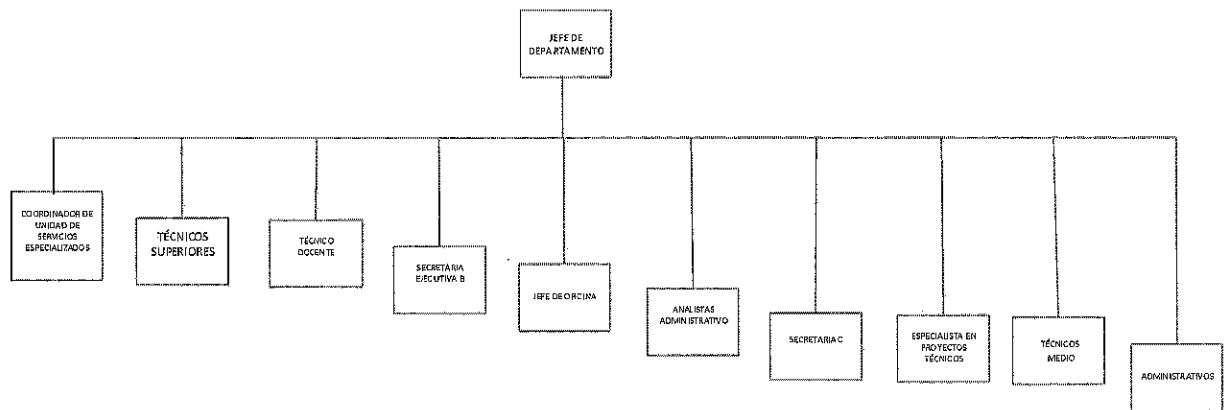 JEFE DE
DEPARTAMENTO
COORDINADOR DE
UNIDAD DE
SERVICIOS
ESPECIALIZADOS
TÉCNICOS
SUPERIORES
TÉCNICO
DOCENTE
SECRETARIA
EJECUTIVA B
JEFE DE OFICINA
ANALISTAS
ADMINISTRATIVO
SECRETARIA C
ESPECIALISTA EN
PROYECTOS
TÉCNICOS
TÉCNICOS
MEDIO
ADMINISTRATIVOS